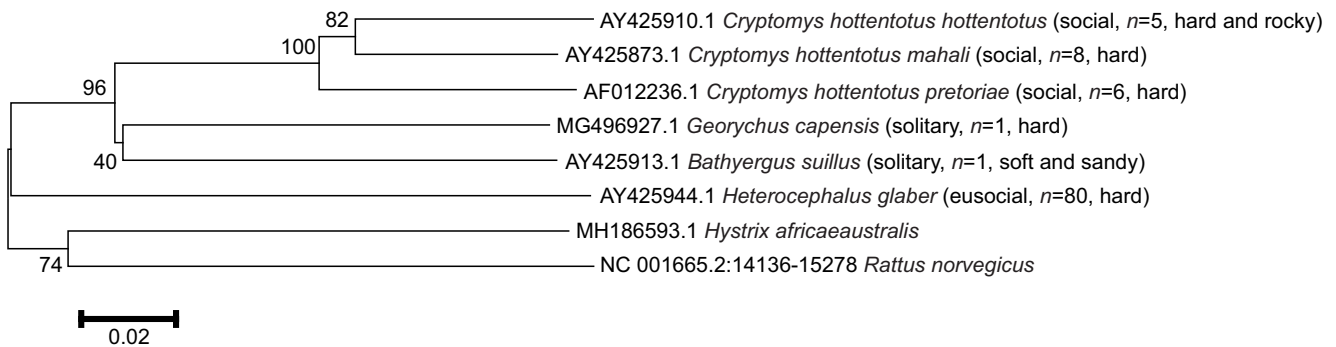 82
AY425910.1 Cryptomys hottentotus hottentotus (social, n=5, hard and rocky)
100
AY425873.1 Cryptomys hottentotus mahali (social, n=8, hard)
96
AF012236.1 Cryptomys hottentotus pretoriae (social, n=6, hard)
MG496927.1 Georychus capensis (solitary, n=1, hard)
40
AY425913.1 Bathyergus suillus (solitary, n=1, soft and sandy)
AY425944.1 Heterocephalus glaber (eusocial, n=80, hard)
MH186593.1 Hystrix africaeaustralis
74
NC 001665.2:14136-15278 Rattus norvegicus
0.02